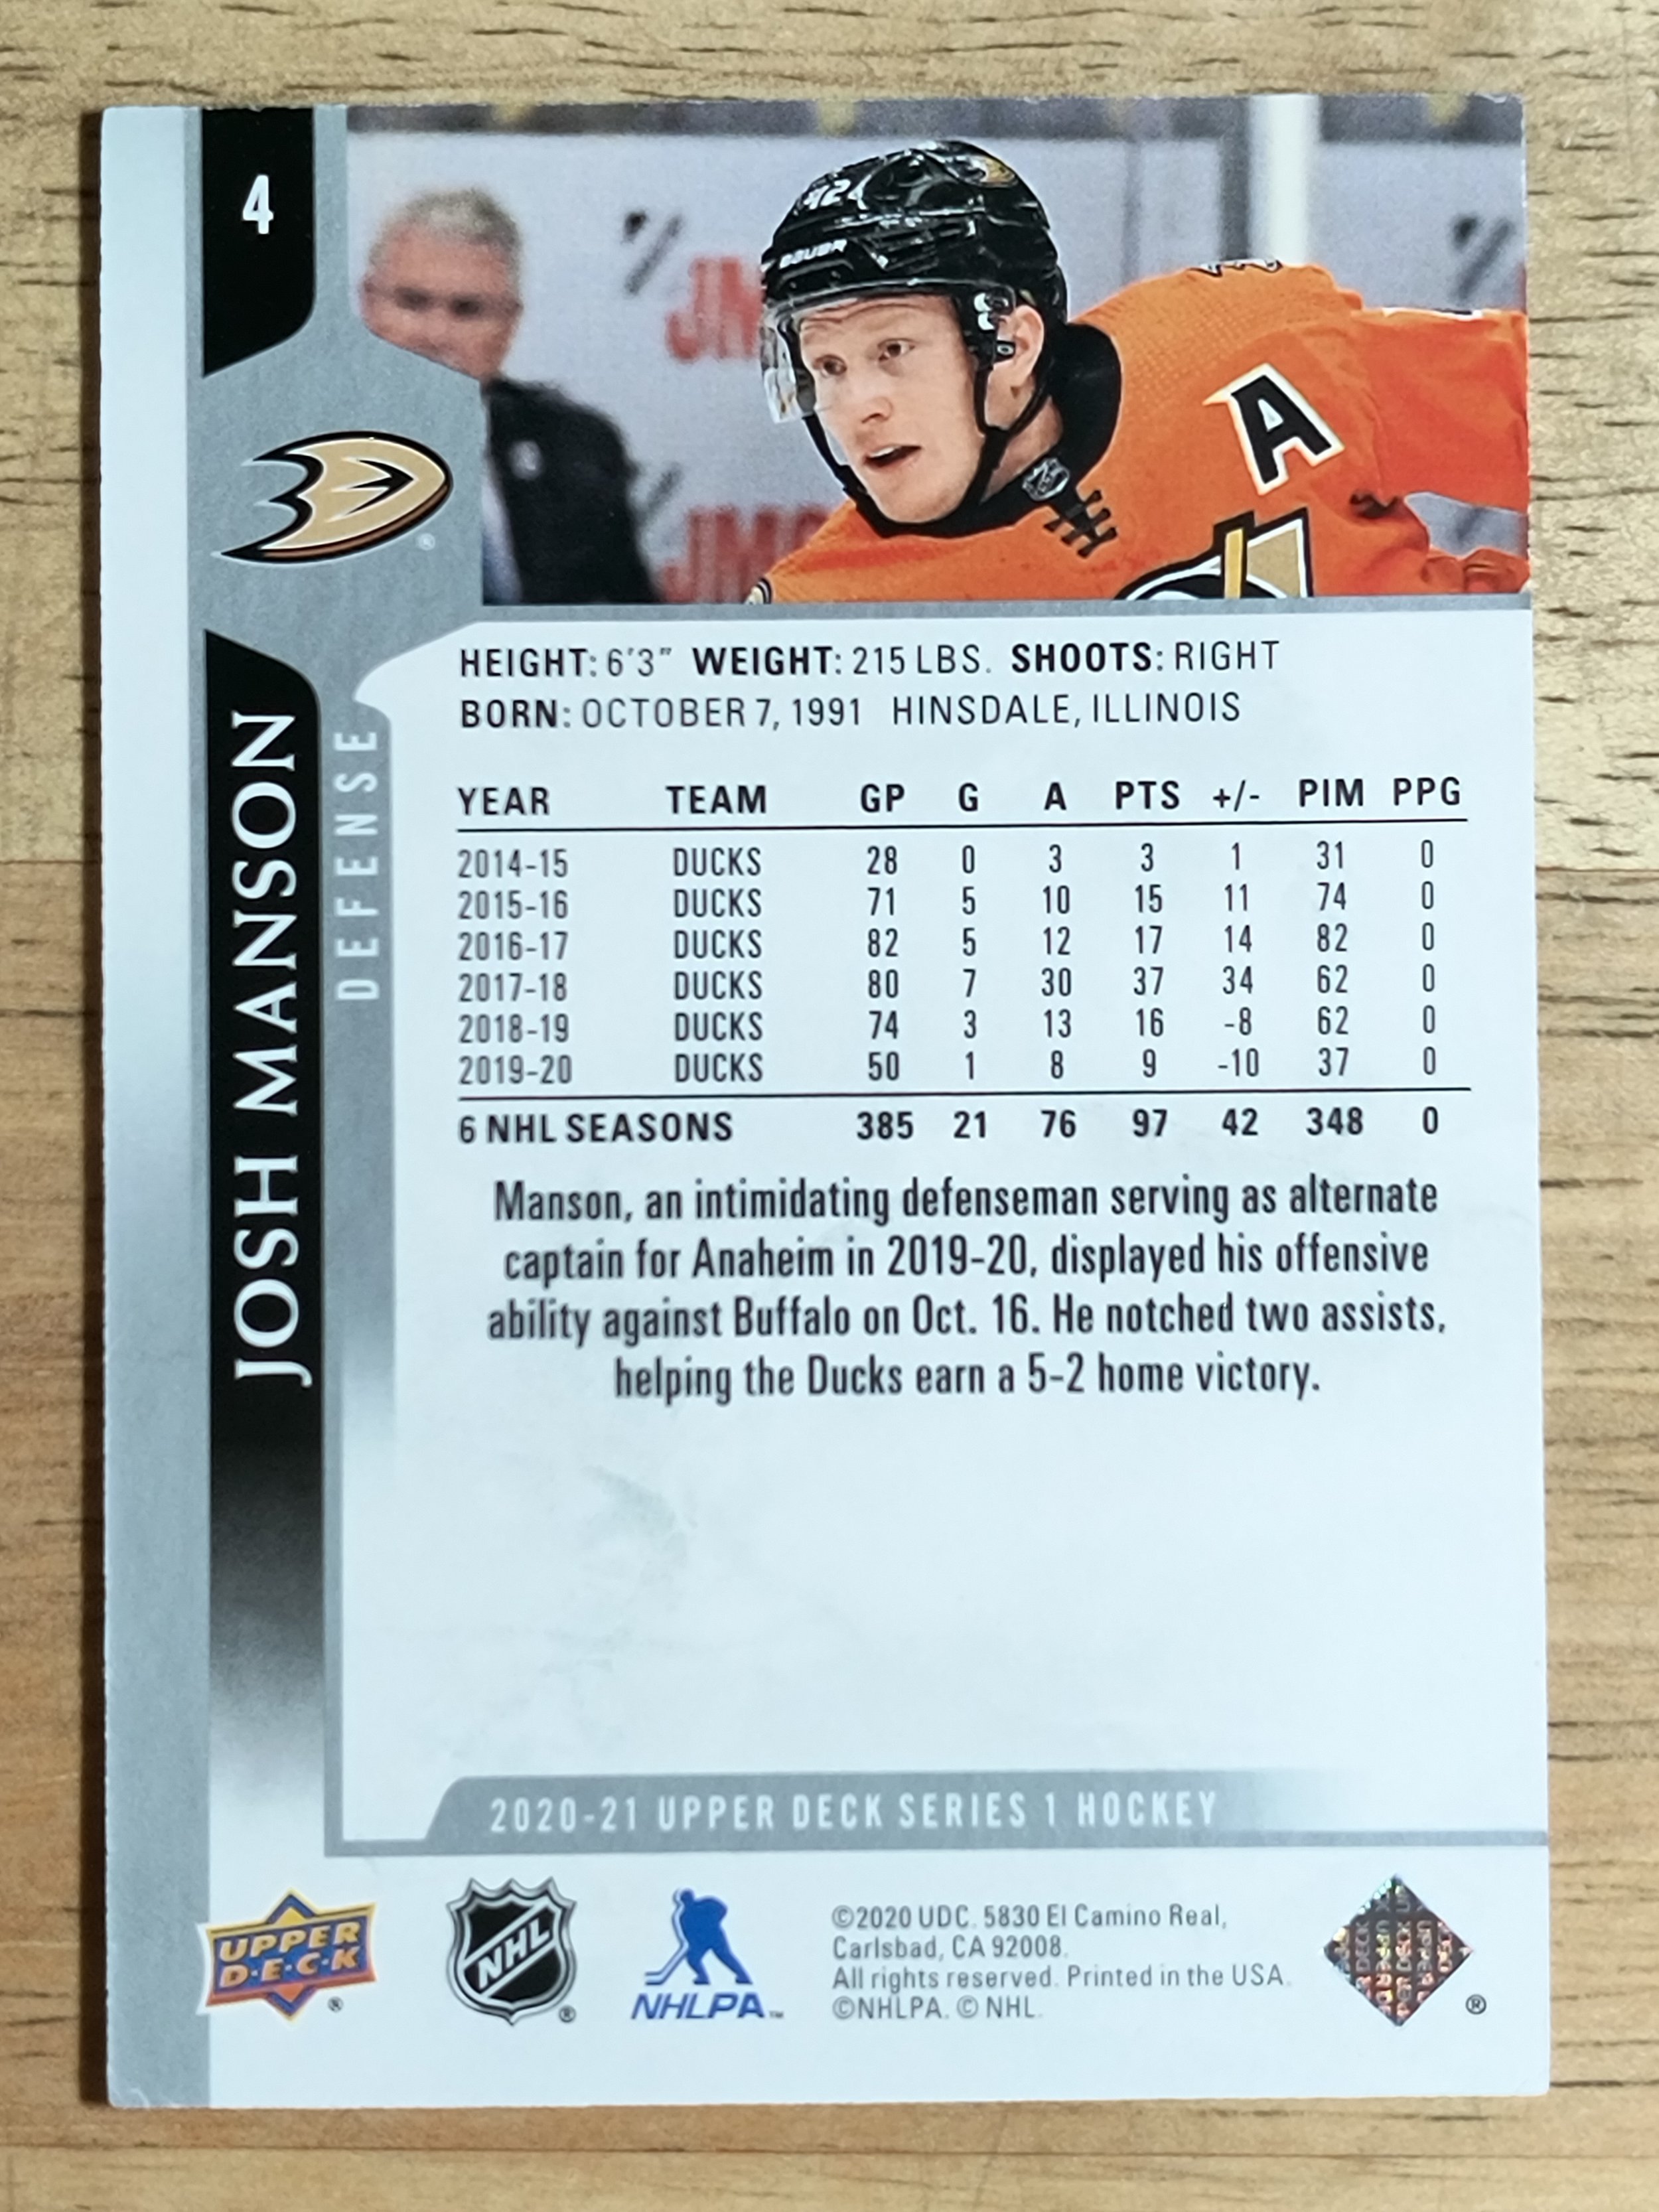 4
42
BAUER
JM
A
JM
JOSH MANSON
DEFENSE
HEIGHT: 6'3" WEIGHT: 215 LBS. SHOOTS: RIGHT
BORN: OCTOBER 7, 1991 HINSDALE, ILLINOIS
YEAR TEAM GP G A PTS +/- PIM PPG
2014-15 DUCKS 28 0 3 3 1 31 0
2015-16 DUCKS 71 5 10 15 11 74 0
2016-17 DUCKS 82 5 12 17 14 82 0
2017-18 DUCKS 80 7 30 37 34 62 0
2018-19 DUCKS 74 3 13 16 -8 62 0
2019-20 DUCKS 50 1 8 9 -10 37 0
6 NHL SEASONS 385 21 76 97 42 348 0
Manson, an intimidating defenseman serving as alternate
captain for Anaheim in 2019-20, displayed his offensive
ability against Buffalo on Oct. 16. He notched two assists,
helping the Ducks earn a 5-2 home victory.
2020-21 UPPER DECK SERIES 1 HOCKEY
UPPER
D·E·C·K
®
NHL
®
NHLPA™
©2020 UDC. 5830 El Camino Real,
Carlsbad, CA 92008.
All rights reserved. Printed in the USA.
©NHLPA. © NHL.
®